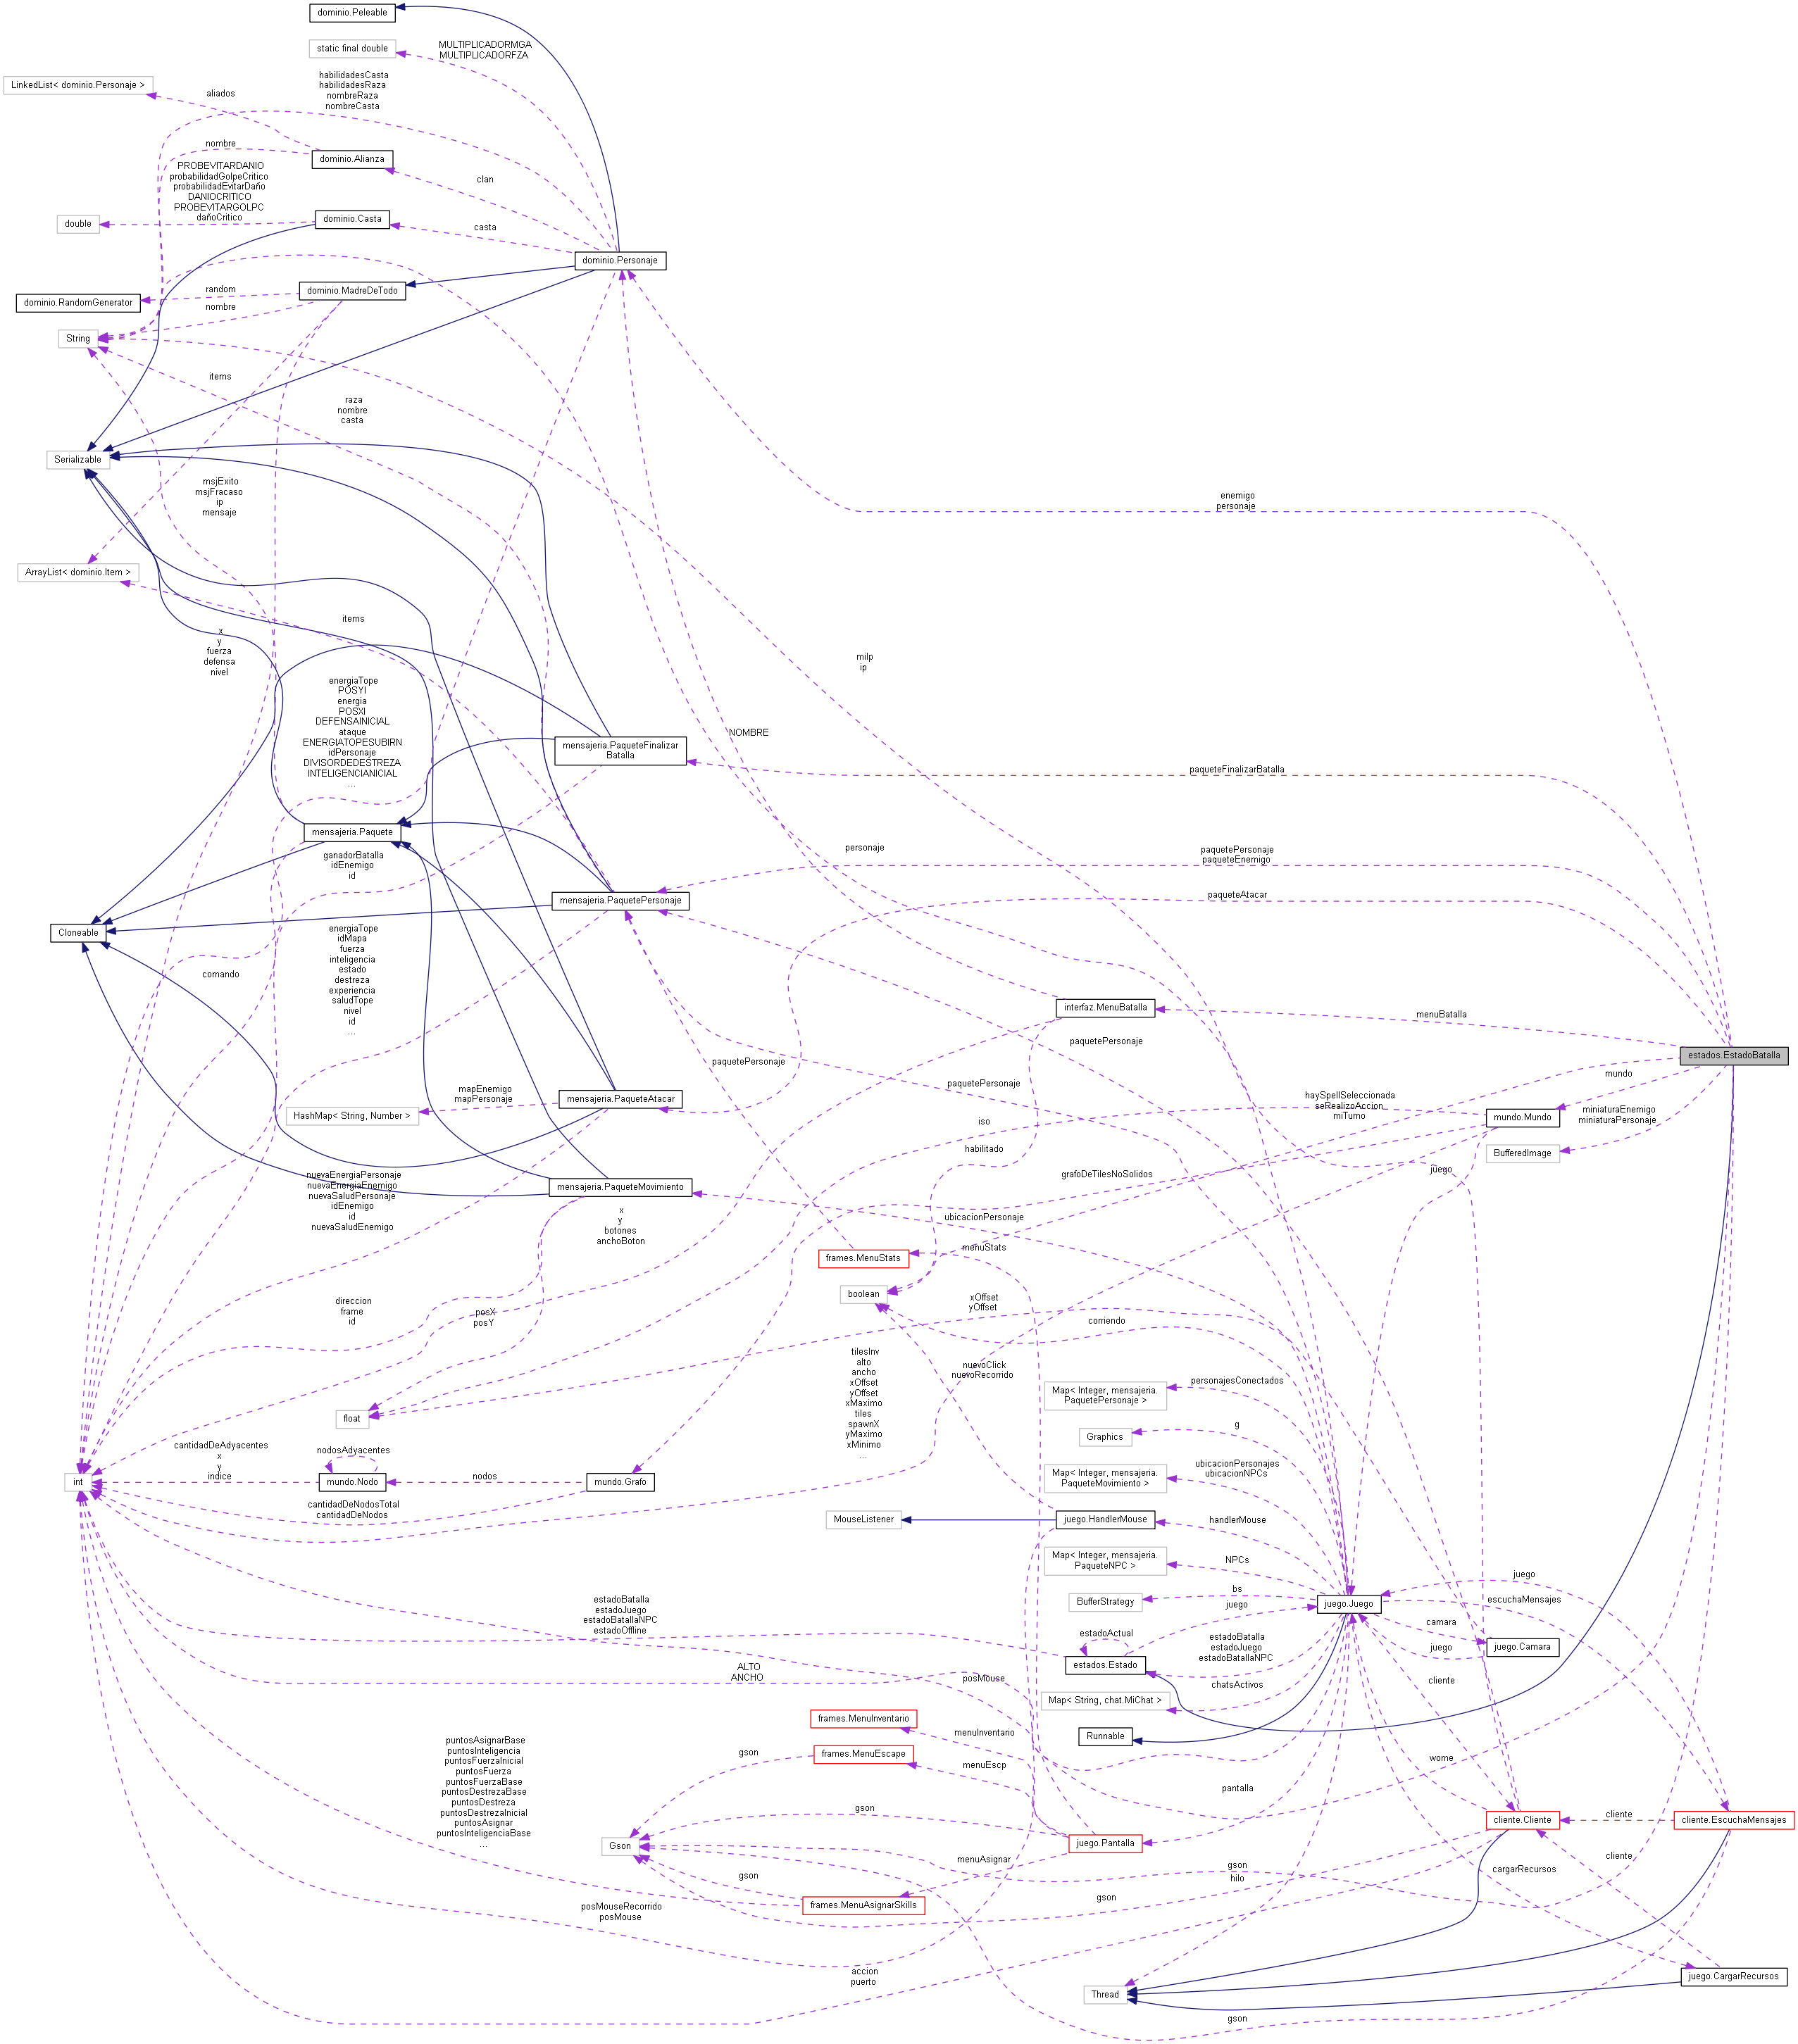 dominio.Peleable
static final double
MULTIPLICADORMGA
MULTIPLICADORFZA
LinkedList< dominio.Personaje >
aliados
habilidadesCasta
habilidadesRaza
nombreRaza
nombreCasta
nombre
dominio.Alianza
clan
PROBEVITARDANIO
probabilidadGolpeCritico
probabilidadEvitarDaño
DANIOCRITICO
PROBEVITARGOLPC
dañoCritico
double
dominio.Casta
casta
dominio.Personaje
dominio.RandomGenerator
random
nombre
dominio.MadreDeTodo
String
items
raza
nombre
casta
Serializable
msjExito
msjFracaso
ip
mensaje
enemigo
personaje
ArrayList< dominio.Item >
items
x
y
fuerza
defensa
nivel
milp
ip
energiaTope
POSYI
energia
POSXI
DEFENSAINICIAL
ataque
ENERGIATOPESUBIRN
idPersonaje
DIVISORDEDESTREZA
INTELIGENCIANICIAL
...
NOMBRE
mensajeria.PaqueteFinalizar
Batalla
paqueteFinalizarBatalla
mensajeria.Paquete
ganadorBatalla
idEnemigo
id
personaje
paquetePersonaje
paqueteEnemigo
mensajeria.PaquetePersonaje
paqueteAtacar
Cloneable
comando
energiaTope
idMapa
fuerza
inteligencia
estado
destreza
experiencia
saludTope
nivel
id
...
interfaz.MenuBatalla
menuBatalla
estados.EstadoBatalla
paquetePersonaje
paquetePersonaje
paquetePersonaje
mundo
mapEnemigo
mapPersonaje
HashMap< String, Number >
mensajeria.PaqueteAtacar
haySpellSeleccionada
seRealizoAccion
miTurno
mundo.Mundo
miniaturaEnemigo
miniaturaPersonaje
iso
habilitado
BufferedImage
juego
grafoDeTilesNoSolidos
nuevaEnergiaPersonaje
nuevaEnergiaEnemigo
nuevaSaludPersonaje
idEnemigo
id
nuevaSaludEnemigo
mensajeria.PaqueteMovimiento
x
y
botones
anchoBoton
ubicacionPersonaje
frames.MenuStats
menuStats
boolean
direccion
frame
id
posX
posY
xOffset
yOffset
corriendo
float
tilesInv
alto
ancho
xOffset
yOffset
xMaximo
tiles
spawnX
yMaximo
xMinimo
...
nuevoClick
nuevoRecorrido
Map< Integer, mensajeria.
PaquetePersonaje >
personajesConectados
Graphics
g
cantidadDeAdyacentes
x
y
indice
nodosAdyacentes
int
mundo.Nodo
nodos
mundo.Grafo
Map< Integer, mensajeria.
PaqueteMovimiento >
ubicacionPersonajes
ubicacionNPCs
cantidadDeNodosTotal
cantidadDeNodos
MouseListener
juego.HandlerMouse
handlerMouse
Map< Integer, mensajeria.
PaqueteNPC >
NPCs
juego
escuchaMensajes
BufferStrategy
bs
juego
juego.Juego
estadoBatalla
estadoJuego
estadoBatallaNPC
estadoOffline
estadoActual
estados.Estado
estadoBatalla
estadoJuego
estadoBatallaNPC
camara
juego
juego.Camara
ALTO
ANCHO
posMouse
chatsActivos
cliente
Map< String, chat.MiChat >
Runnable
frames.MenuInventario
menuInventario
puntosAsignarBase
puntosInteligencia
puntosFuerzaInicial
puntosFuerza
puntosFuerzaBase
puntosDestrezaBase
puntosDestreza
puntosDestrezaInicial
puntosAsignar
puntosInteligenciaBase
...
gson
frames.MenuEscape
menuEscp
wome
pantalla
gson
cliente.Cliente
cliente
cliente.EscuchaMensajes
Gson
juego.Pantalla
menuAsignar
gson
hilo
cargarRecursos
cliente
gson
frames.MenuAsignarSkills
gson
posMouseRecorrido
posMouse
accion
puerto
juego.CargarRecursos
Thread
gson